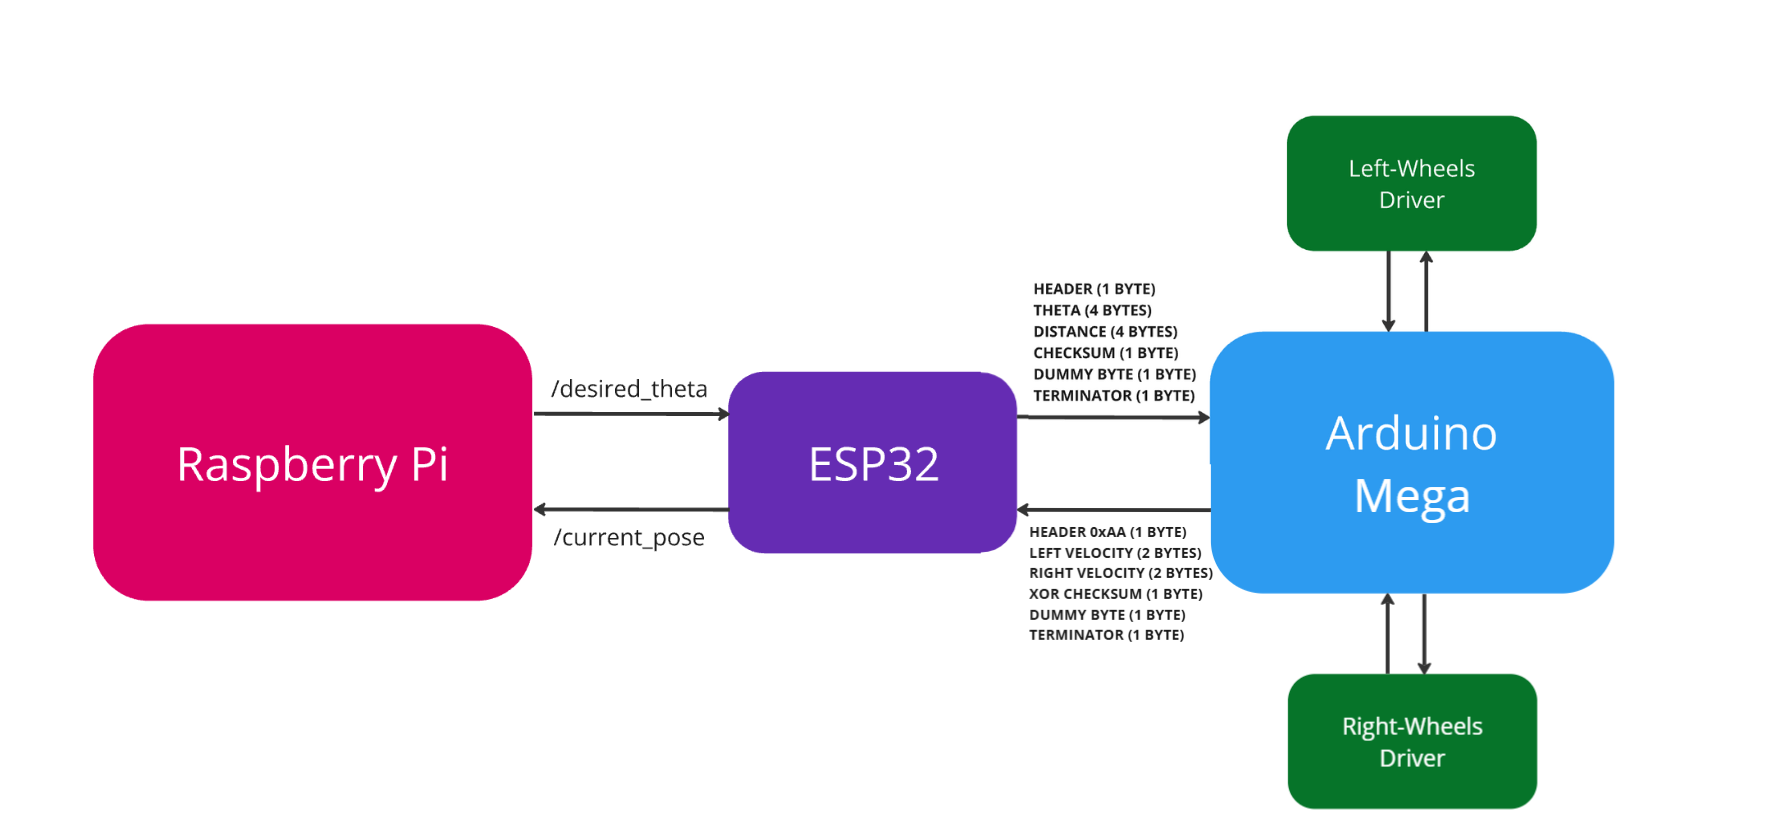 Left-Wheels
Driver
HEADER (1 BYTE)
THETA (4 BYTES)
DISTANCE (4 BYTES)
CHECKSUM (1 BYTE)
DUMMY BYTE (1 BYTE)
TERMINATOR (1 BYTE)
/desired_theta
Raspberry Pi
ESP32
Arduino
Mega
/current_pose
HEADER 0xAA (1 BYTE)
LEFT VELOCITY (2 BYTES)
RIGHT VELOCITY (2 BYTES)
XOR CHECKSUM (1 BYTE)
DUMMY BYTE (1 BYTE)
TERMINATOR (1 BYTE)
Right-Wheels
Driver